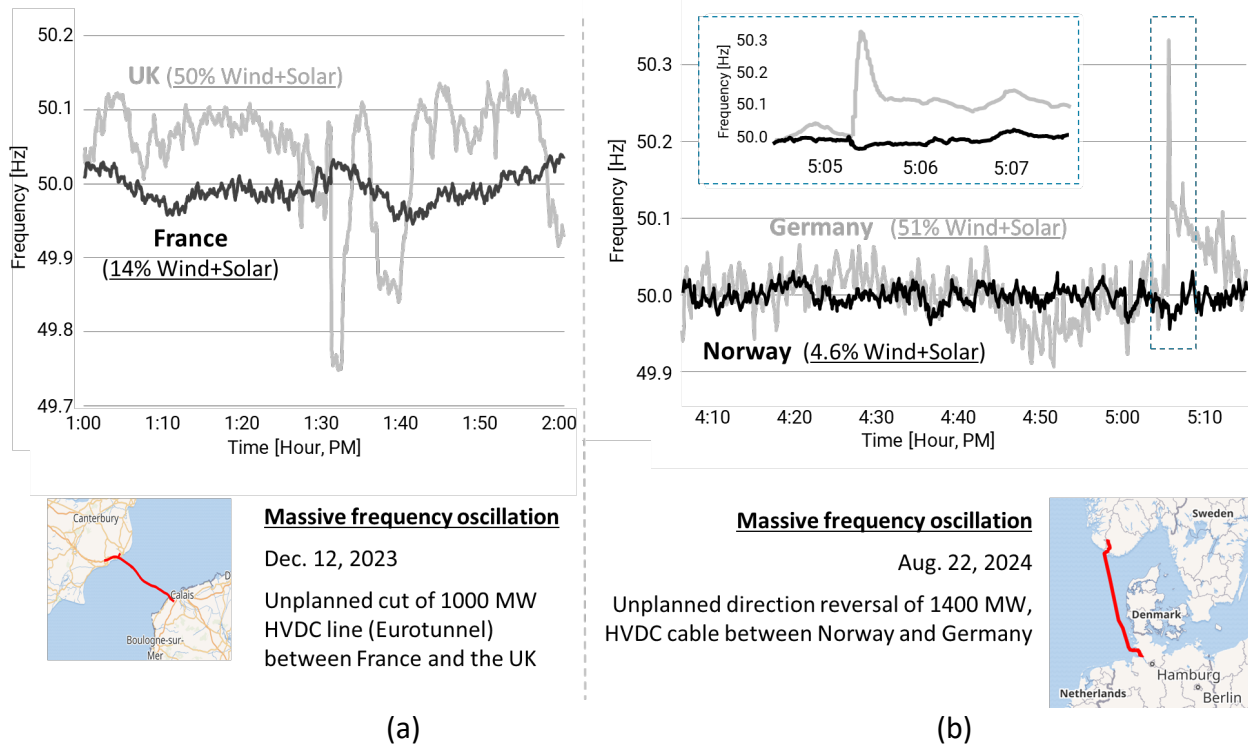 50.2
50.1
50.0
49.9
49.8
49.7
Frequency [Hz]
UK (50% Wind+Solar)
France
(14% Wind+Solar)
1:00 1:10 1:20 1:30 1:40 1:50 2:00
Time [Hour, PM]
50.3
50.2
50.1
50.0
49.9
Frequency [Hz]
50.3
50.2
50.1
50.0
Frequency [Hz]
5:05 5:06 5:07
Germany (51% Wind+Solar)
Norway (4.6% Wind+Solar)
4:10 4:20 4:30 4:40 4:50 5:00 5:10
Time [Hour, PM]
Canterbury
Calais
D
Boulogne-sur-
Mer
Massive frequency oscillation
Dec. 12, 2023
Unplanned cut of 1000 MW
HVDC line (Eurotunnel)
between France and the UK
(a)
Massive frequency oscillation
Aug. 22, 2024
Unplanned direction reversal of 1400 MW,
HVDC cable between Norway and Germany
Sweden
Denmark
Hamburg
Netherlands
Berlin
(b)